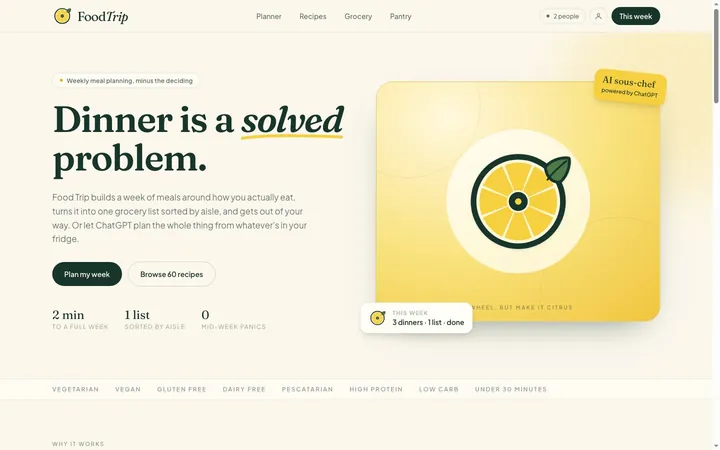 FoodTrip
Planner
Recipes
Grocery
Pantry
2 people
This week
Weekly meal planning, minus the deciding
Dinner is a solved
problem.
Food Trip builds a week of meals around how you actually eat,
turns it into one grocery list sorted by aisle, and gets out of your
way. Or let ChatGPT plan the whole thing from whatever's in your
fridge.
Plan my week
Browse 60 recipes
2 min
TO A FULL WEEK
1 list
SORTED BY AISLE
0
MID-WEEK PANICS
AI sous-chef
powered by ChatGPT
WHEEL, BUT MAKE IT CITRUS
THIS WEEK
3 dinners · 1 list · done
VEGETARIAN
VEGAN
GLUTEN FREE
DAIRY FREE
PESCATARIAN
HIGH PROTEIN
LOW CARB
UNDER 30 MINUTES
WHY IT WORKS